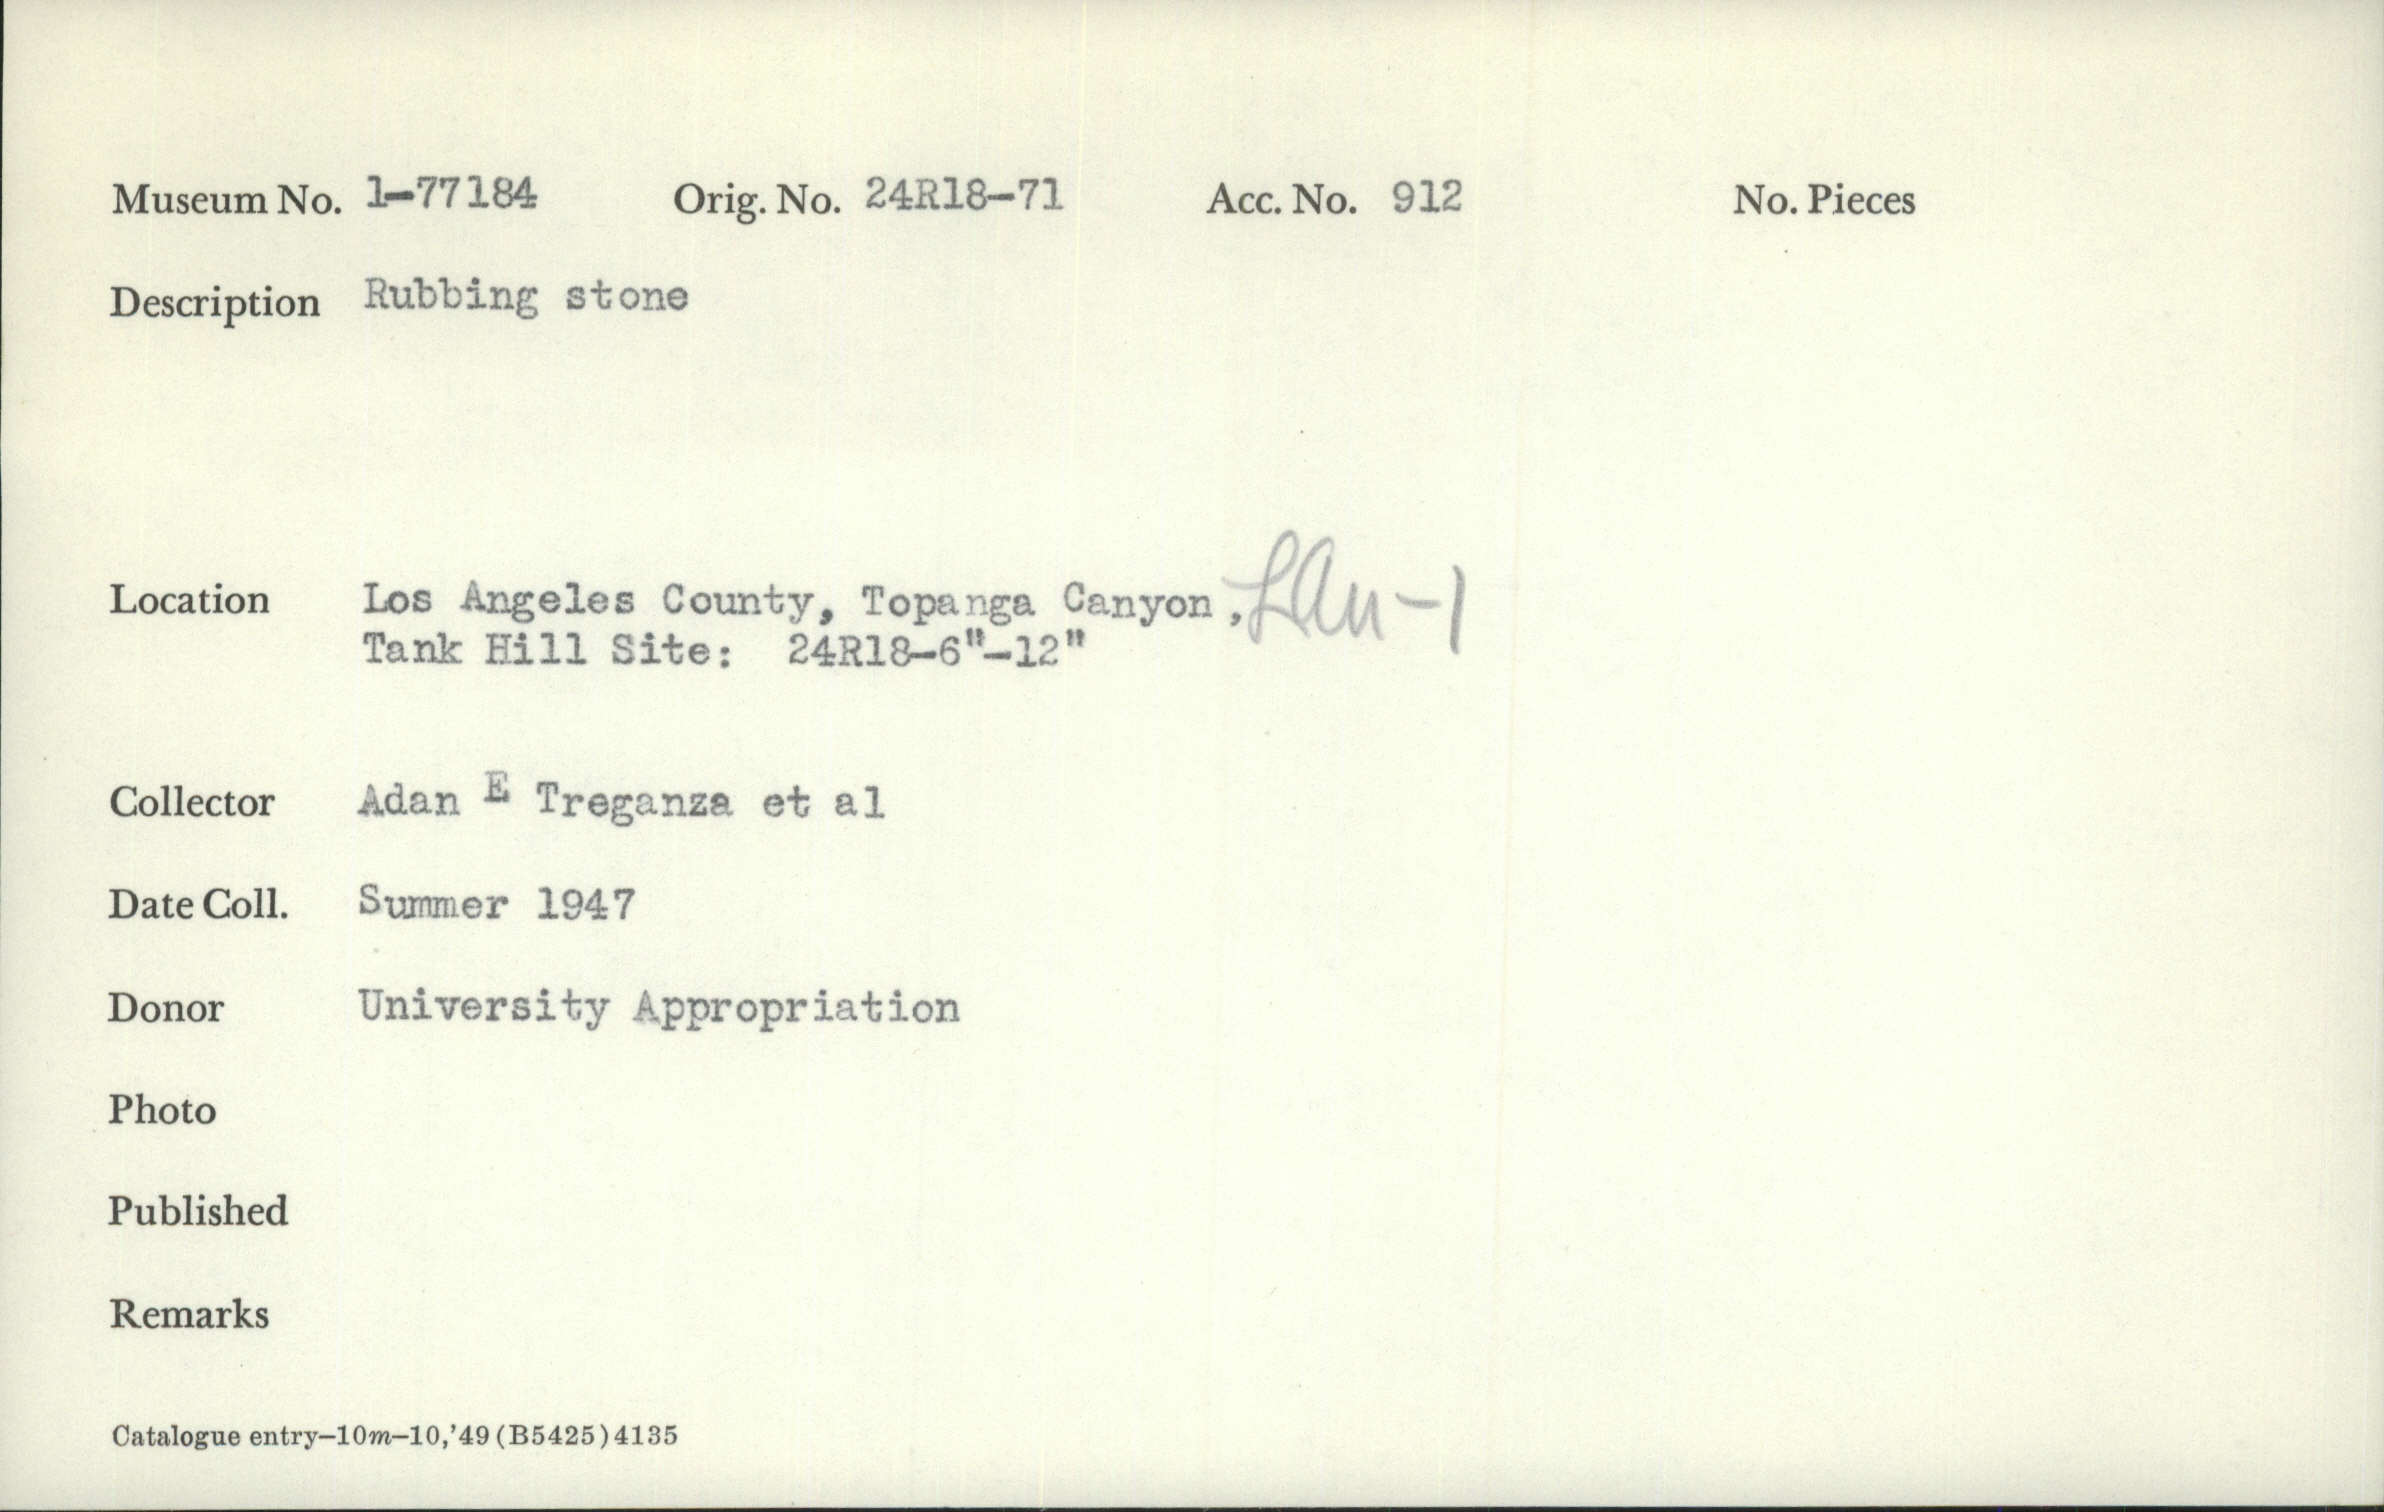 Museum No. 1-77184 Orig. No. 24R18-71 Acc. No. 912 No. Pieces
Description Rubbing stone
Location Los Angeles County, Topanga Canyon, LAn-1
Tank Hill Site: 24R18-6"-12"
Collector Adan E Treganza et al
Date Coll. Summer 1947
Donor University Appropriation
Photo
Published
Remarks
Catalogue entry—10m—10,'49(B5425)4135